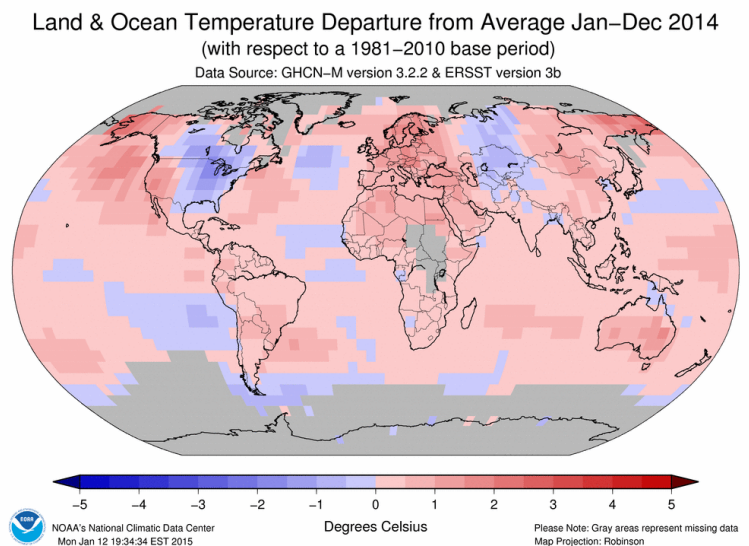 Land & Ocean Temperature Departure from Average Jan–Dec 2014
(with respect to a 1981–2010 base period)
Data Source: GHCN–M version 3.2.2 & ERSST version 3b
–5 –4 –3 –2 –1 0 1 2 3 4 5
Degrees Celsius
NOAA
NOAA's National Climatic Data Center
Mon Jan 12 19:34:34 EST 2015
Please Note: Gray areas represent missing data
Map Projection: Robinson